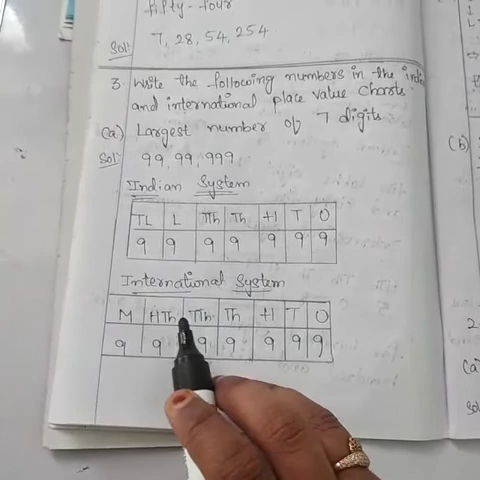 fifty-four
Sol: 7, 28, 54, 254
3. Write the following numbers in the
and international place value charts.
(a) Largest number of 7 digits
Sol: 99,99,999
Indian System
TL L TTh Th H T O
9 9 9 9 9 9 9
International System
M HTh TTh Th H T O
9 9 9 9 9 9 9
(b)
2
(a)
Sol